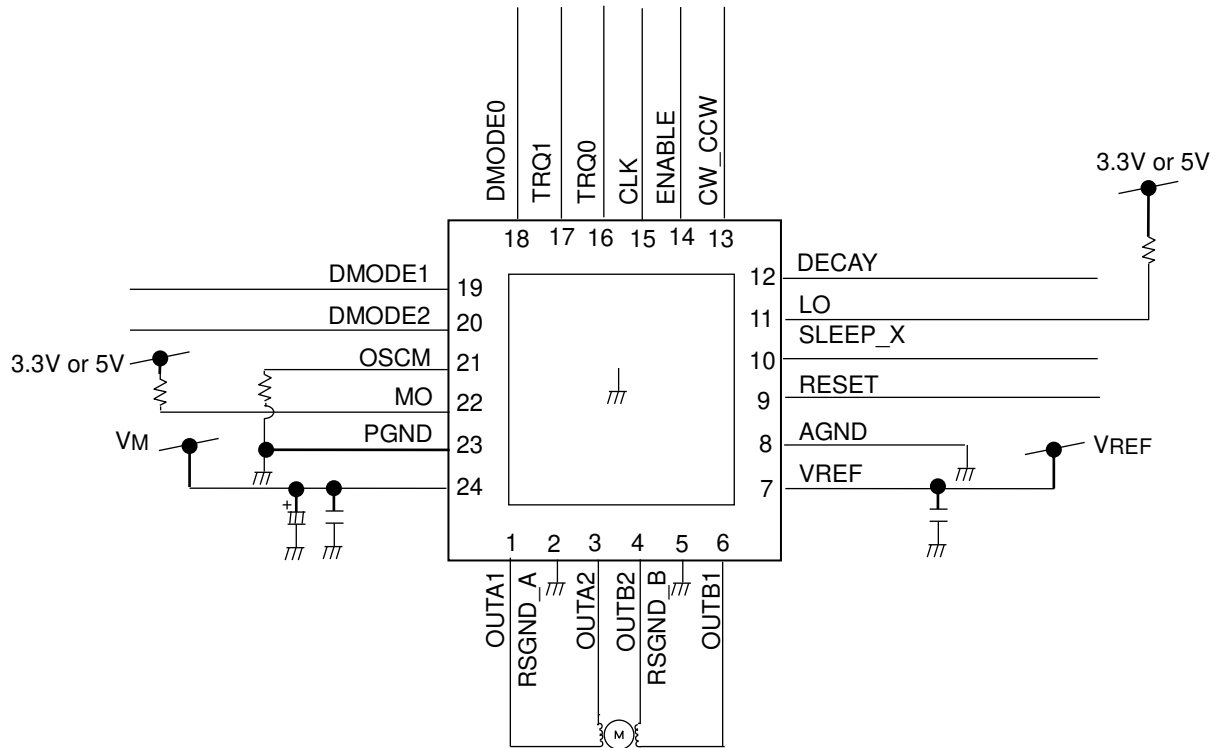 DMODE0
TRQ1
TRQ0
CLK
ENABLE
CW_CCW
3.3V or 5V
18
17
16
15
14
13
DMODE1
19
12
DECAY
DMODE2
20
11
LO
3.3V or 5V
OSCM
21
10
SLEEP_X
MO
22
9
RESET
VM
PGND
23
8
AGND
VREF
24
7
VREF
+
1
2
3
4
5
6
OUTA1
RSGND_A
OUTA2
OUTB2
RSGND_B
OUTB1
M